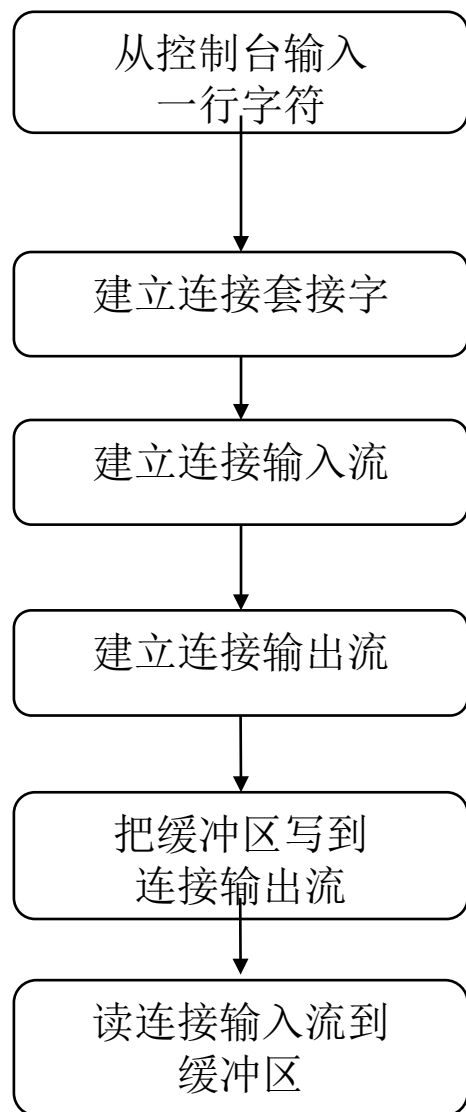 从控制台输入
一行字符
建立连接套接字
建立连接输入流
建立连接输出流
把缓冲区写到
连接输出流
读连接输入流到
缓冲区